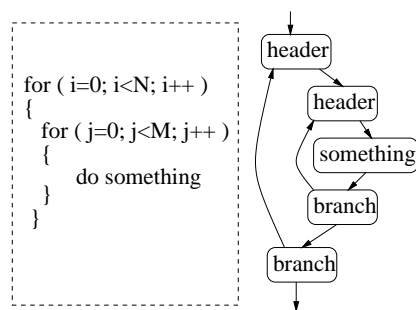 for ( i=0; i<N; i++ )
{
for ( j=0; j<M; j++ )
{
do something
}
}
header
header
something
branch
branch